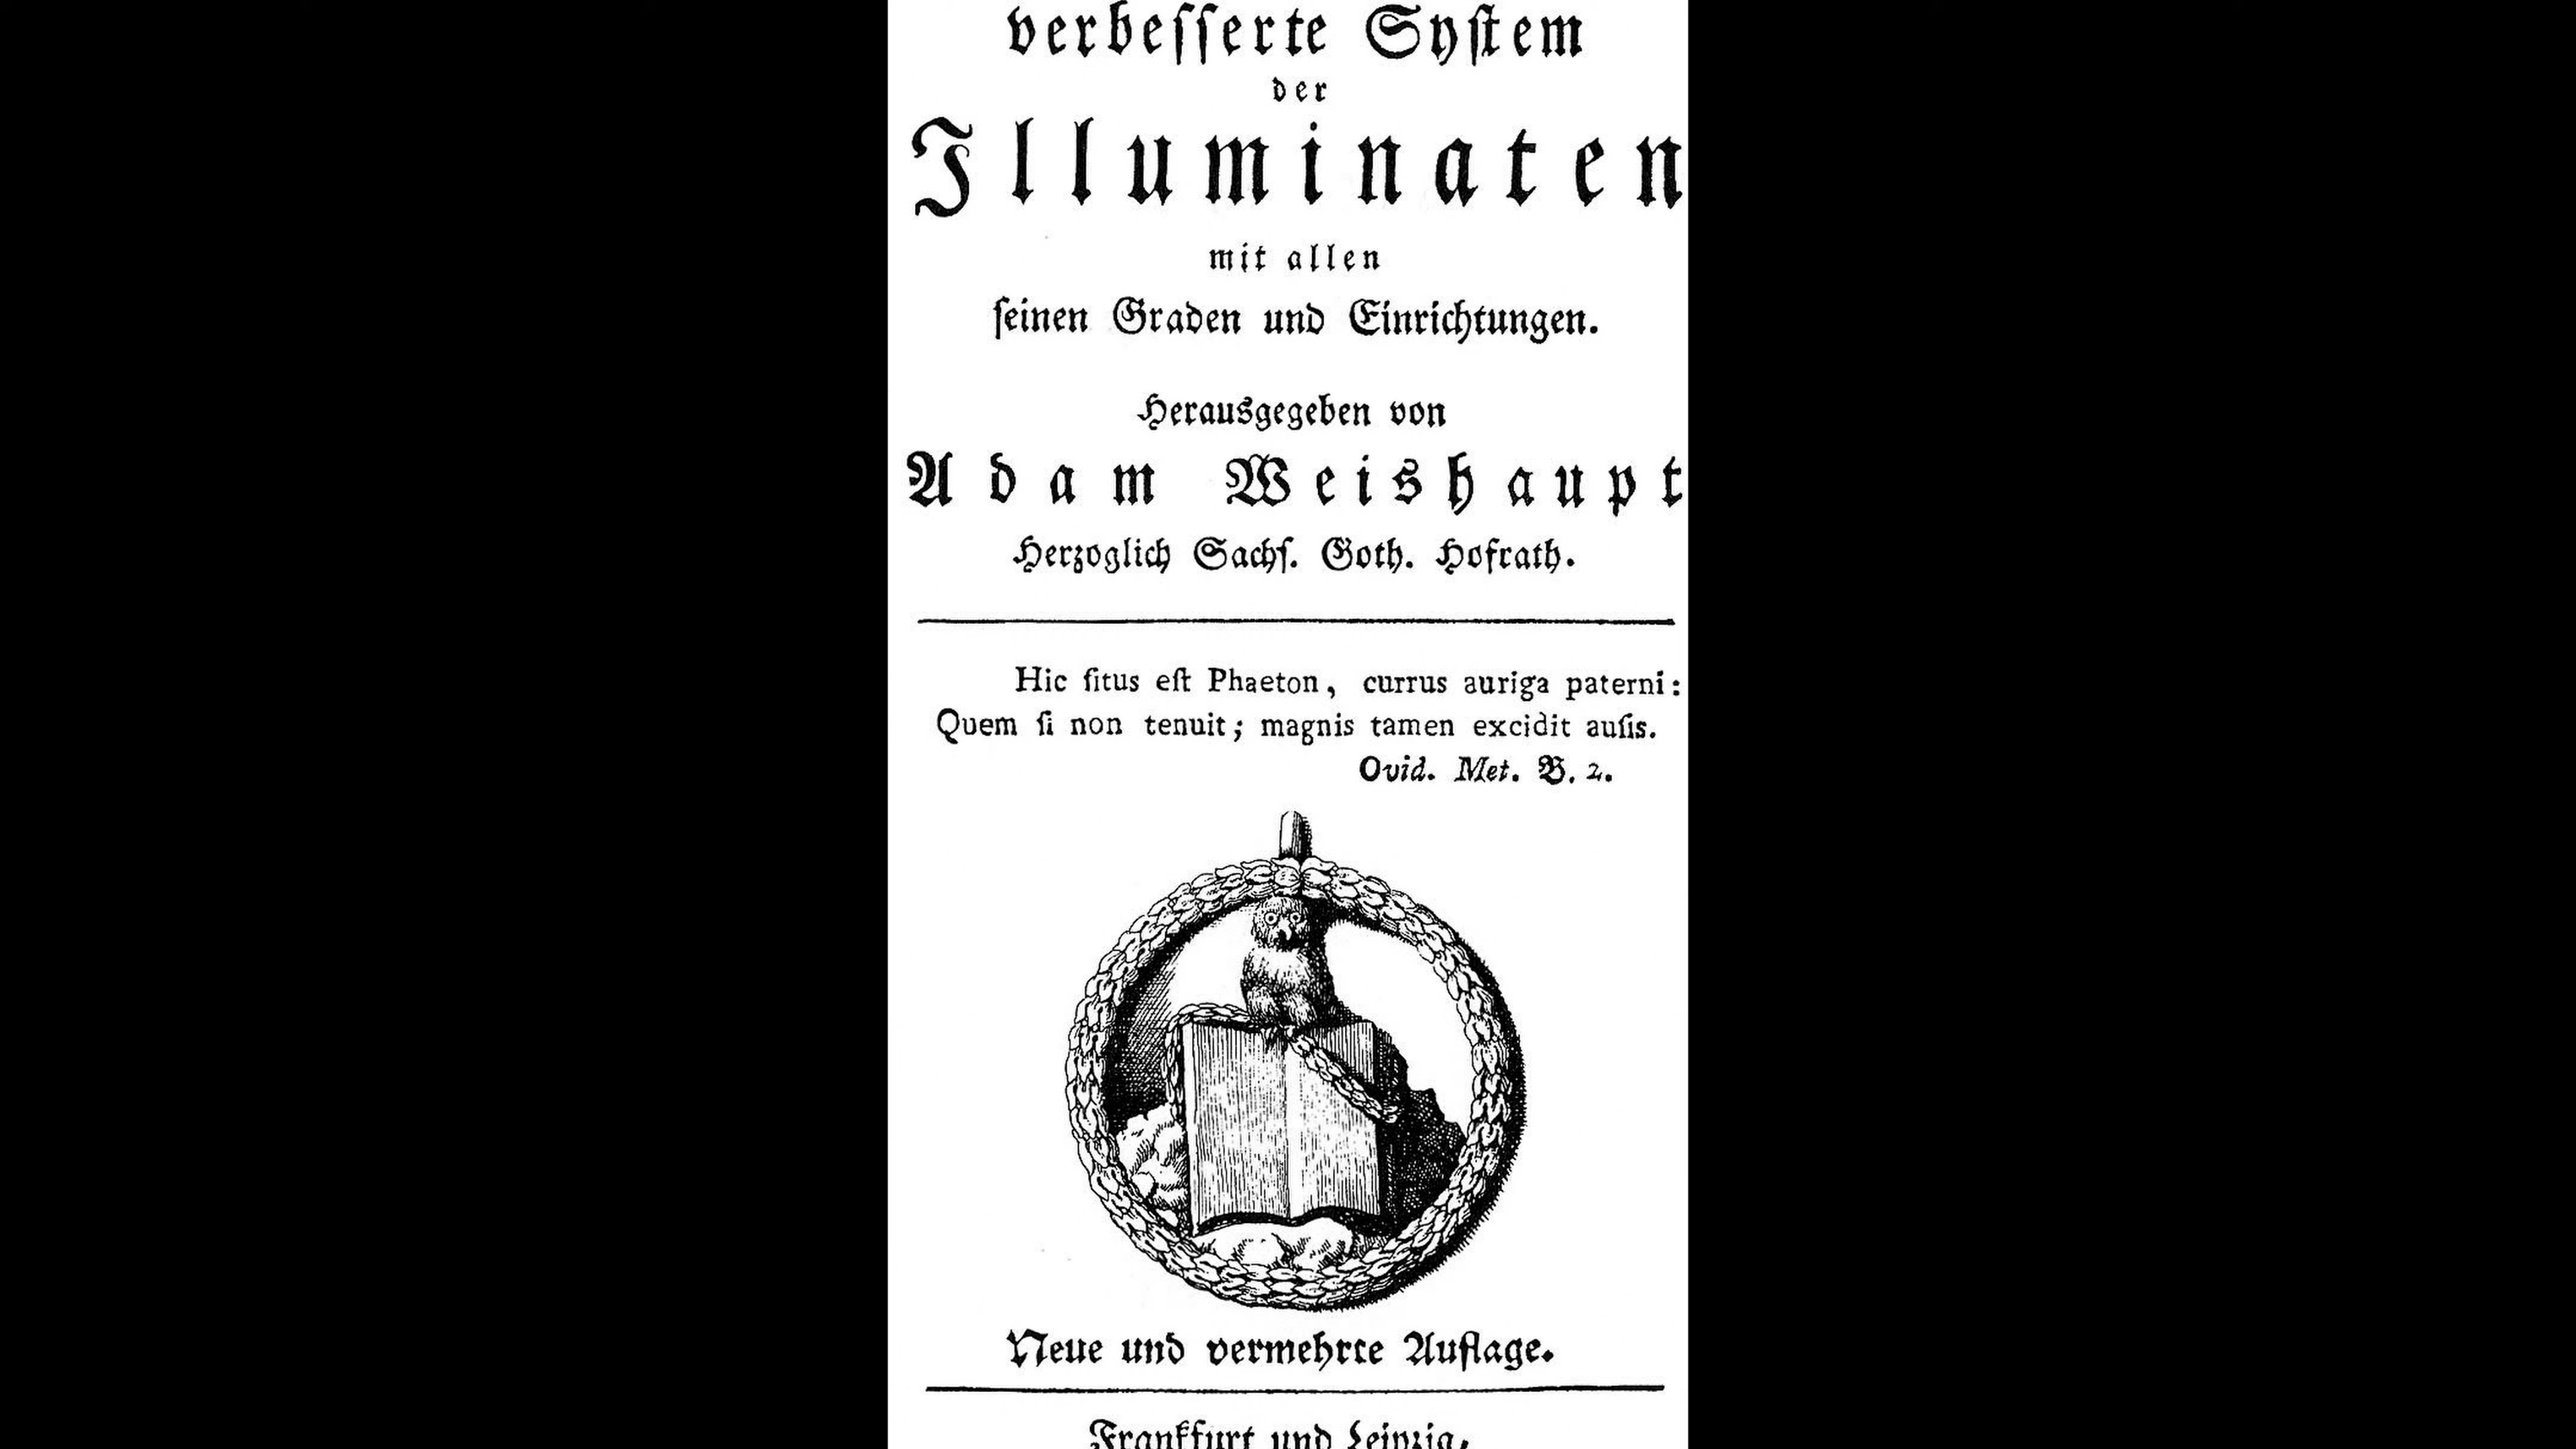 verbeſſerte Syſtem
der
Illuminaten
mit allen
ſeinen Graden und Einrichtungen.
Herausgegeben von
Adam Weishaupt
Herzoglich Sachſ. Goth. Hofrath.
Hic ſitus eſt Phaeton, currus auriga paterni:
Quem ſi non tenuit; magnis tamen excidit auſis.
Ovid. Met. B. 2.
Neue und vermehrte Auflage.
Frankfurt und Leipzig,